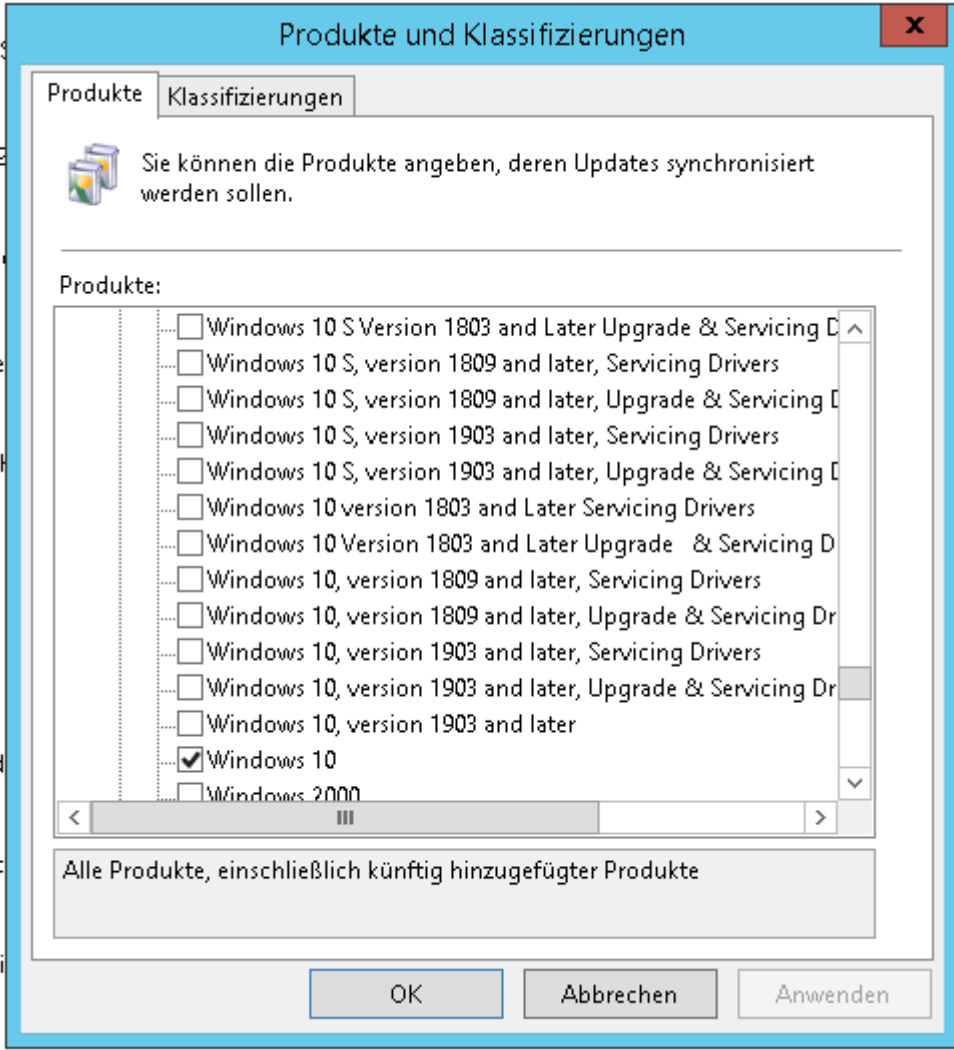 Produkte und Klassifizierungen
x
Produkte
Klassifizierungen
Sie können die Produkte angeben, deren Updates synchronisiert
werden sollen.
Produkte:
Windows 10 S Version 1803 and Later Upgrade & Servicing D
Windows 10 S, version 1809 and later, Servicing Drivers
Windows 10 S, version 1809 and later, Upgrade & Servicing D
Windows 10 S, version 1903 and later, Servicing Drivers
Windows 10 S, version 1903 and later, Upgrade & Servicing D
Windows 10 version 1803 and Later Servicing Drivers
Windows 10 Version 1803 and Later Upgrade   & Servicing D
Windows 10, version 1809 and later, Servicing Drivers
Windows 10, version 1809 and later, Upgrade & Servicing Dr
Windows 10, version 1903 and later, Servicing Drivers
Windows 10, version 1903 and later, Upgrade & Servicing Dr
Windows 10, version 1903 and later
Windows 10
Windows 2000
Alle Produkte, einschließlich künftig hinzugefügter Produkte
OK
Abbrechen
Anwenden